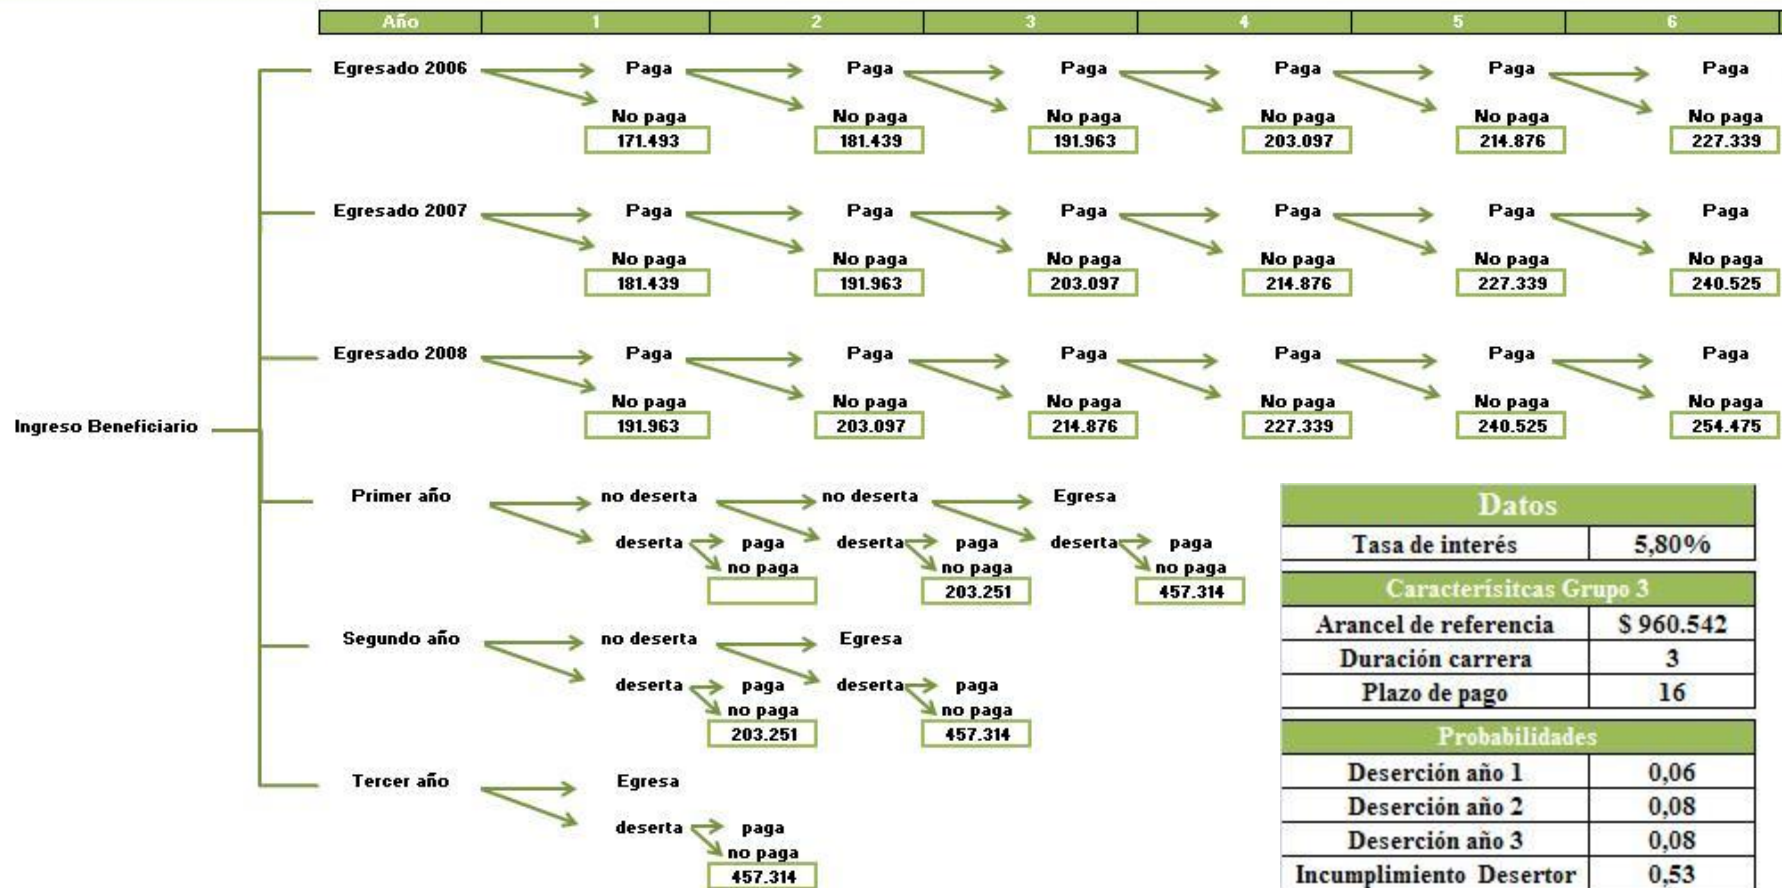 Año 1 2 3 4 5 6
Egresado 2006 Paga Paga Paga Paga Paga Paga
No paga No paga No paga No paga No paga No paga
171.493 181.439 191.963 203.097 214.876 227.339
Egresado 2007 Paga Paga Paga Paga Paga Paga
No paga No paga No paga No paga No paga No paga
181.439 191.963 203.097 214.876 227.339 240.525
Egresado 2008 Paga Paga Paga Paga Paga Paga
No paga No paga No paga No paga No paga No paga
191.963 203.097 214.876 227.339 240.525 254.475
Ingreso Beneficiario
Primer año no deserta no deserta Egresa
deserta paga deserta paga deserta paga
no paga no paga no paga
203.251 457.314
Segundo año no deserta Egresa
deserta paga deserta paga
no paga no paga
203.251 457.314
Tercer año Egresa
deserta paga
no paga
457.314
Datos
Tasa de interés 5,80%
Caracterísitcas Grupo 3
Arancel de referencia $ 960.542
Duración carrera 3
Plazo de pago 16
Probabilidades
Deserción año 1 0,06
Deserción año 2 0,08
Deserción año 3 0,08
Incumplimiento Desertor 0,53